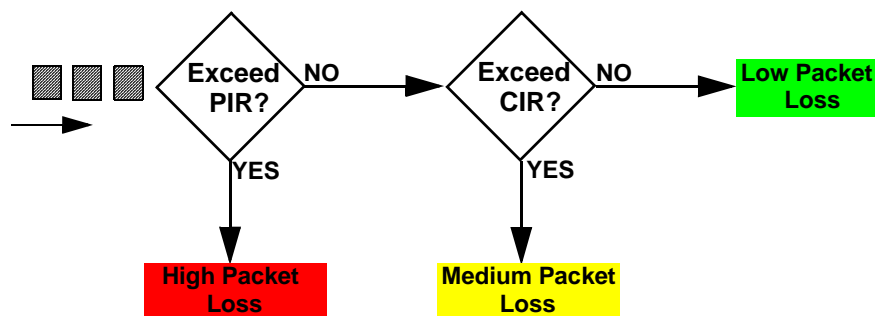 Exceed
PIR?
NO
Exceed
CIR?
NO
Low Packet
Loss
YES
YES
High Packet
Loss
Medium Packet
Loss